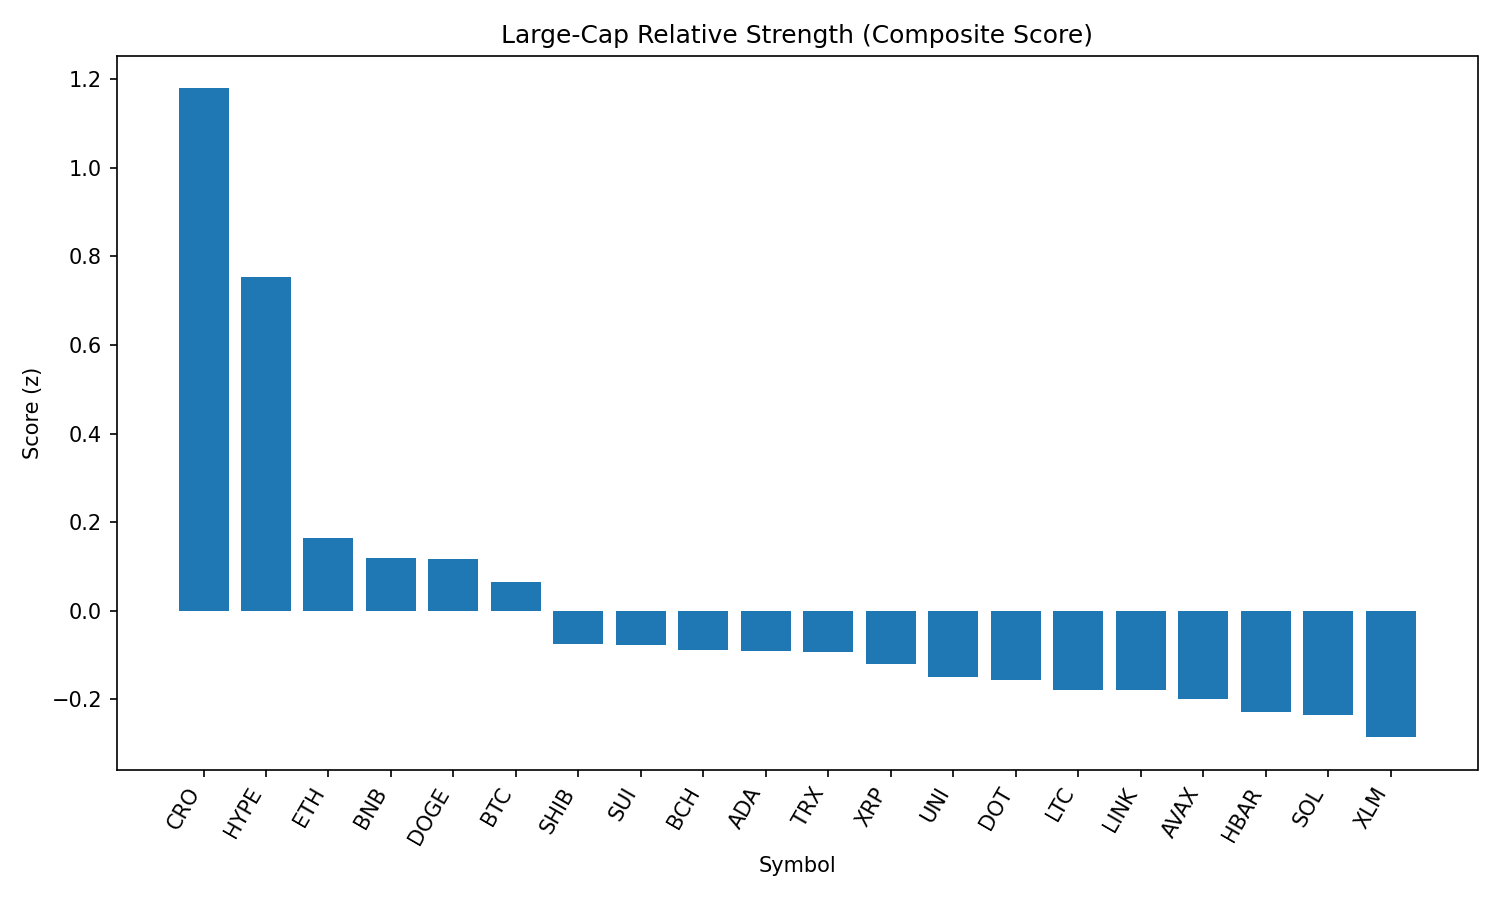 Large-Cap Relative Strength (Composite Score)
Score (z)
1.2
1.0
0.8
0.6
0.4
0.2
0.0
−0.2
CRO
HYPE
ETH
BNB
DOGE
BTC
SHIB
SUI
BCH
ADA
TRX
XRP
UNI
DOT
LTC
LINK
AVAX
HBAR
SOL
XLM
Symbol